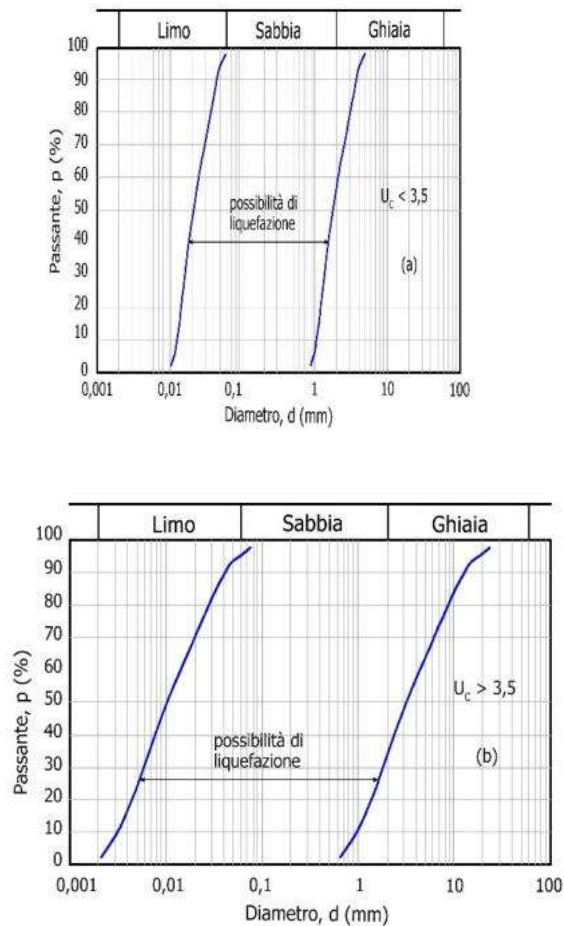 Limo Sabbia Ghiaia
100
90
80
70
60
50
40
30
20
10
0
Passante, p (%)
possibilità di
liquefazione
U_c < 3,5
(a)
0,001 0,01 0,1 1 10 100
Diametro, d (mm)
Limo Sabbia Ghiaia
100
90
80
70
60
50
40
30
20
10
0
Passante, p (%)
possibilità di
liquefazione
U_c > 3,5
(b)
0,001 0,01 0,1 1 10 100
Diametro, d (mm)